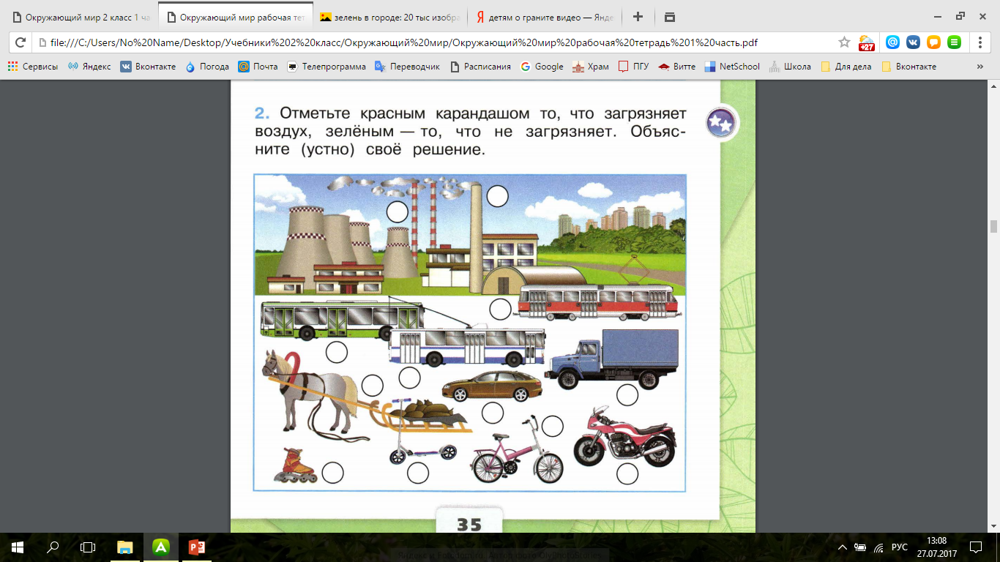 Окружающий мир 2 класс 1 ча
Окружающий мир рабочая тет
зелень в городе: 20 тыс изобра
детям о граните видео — Янде
file:///C:/Users/No%20Name/Desktop/Учебники%202%20класс/Окружающий%20мир/Окружающий%20мир%20рабочая%20тетрадь%201%20часть.pdf
+27
Сервисы
Яндекс
Вконтакте
Погода
Почта
Телепрограмма
Переводчик
Расписания
Google
Храм
ПГУ
Витте
NetSchool
Школа
Для дела
Вконтакте
»
2. Отметьте красным карандашом то, что загрязняет
воздух, зелёным — то, что не загрязняет. Объяс-
ните (устно) своё решение.
35
РУС
13:08
27.07.2017